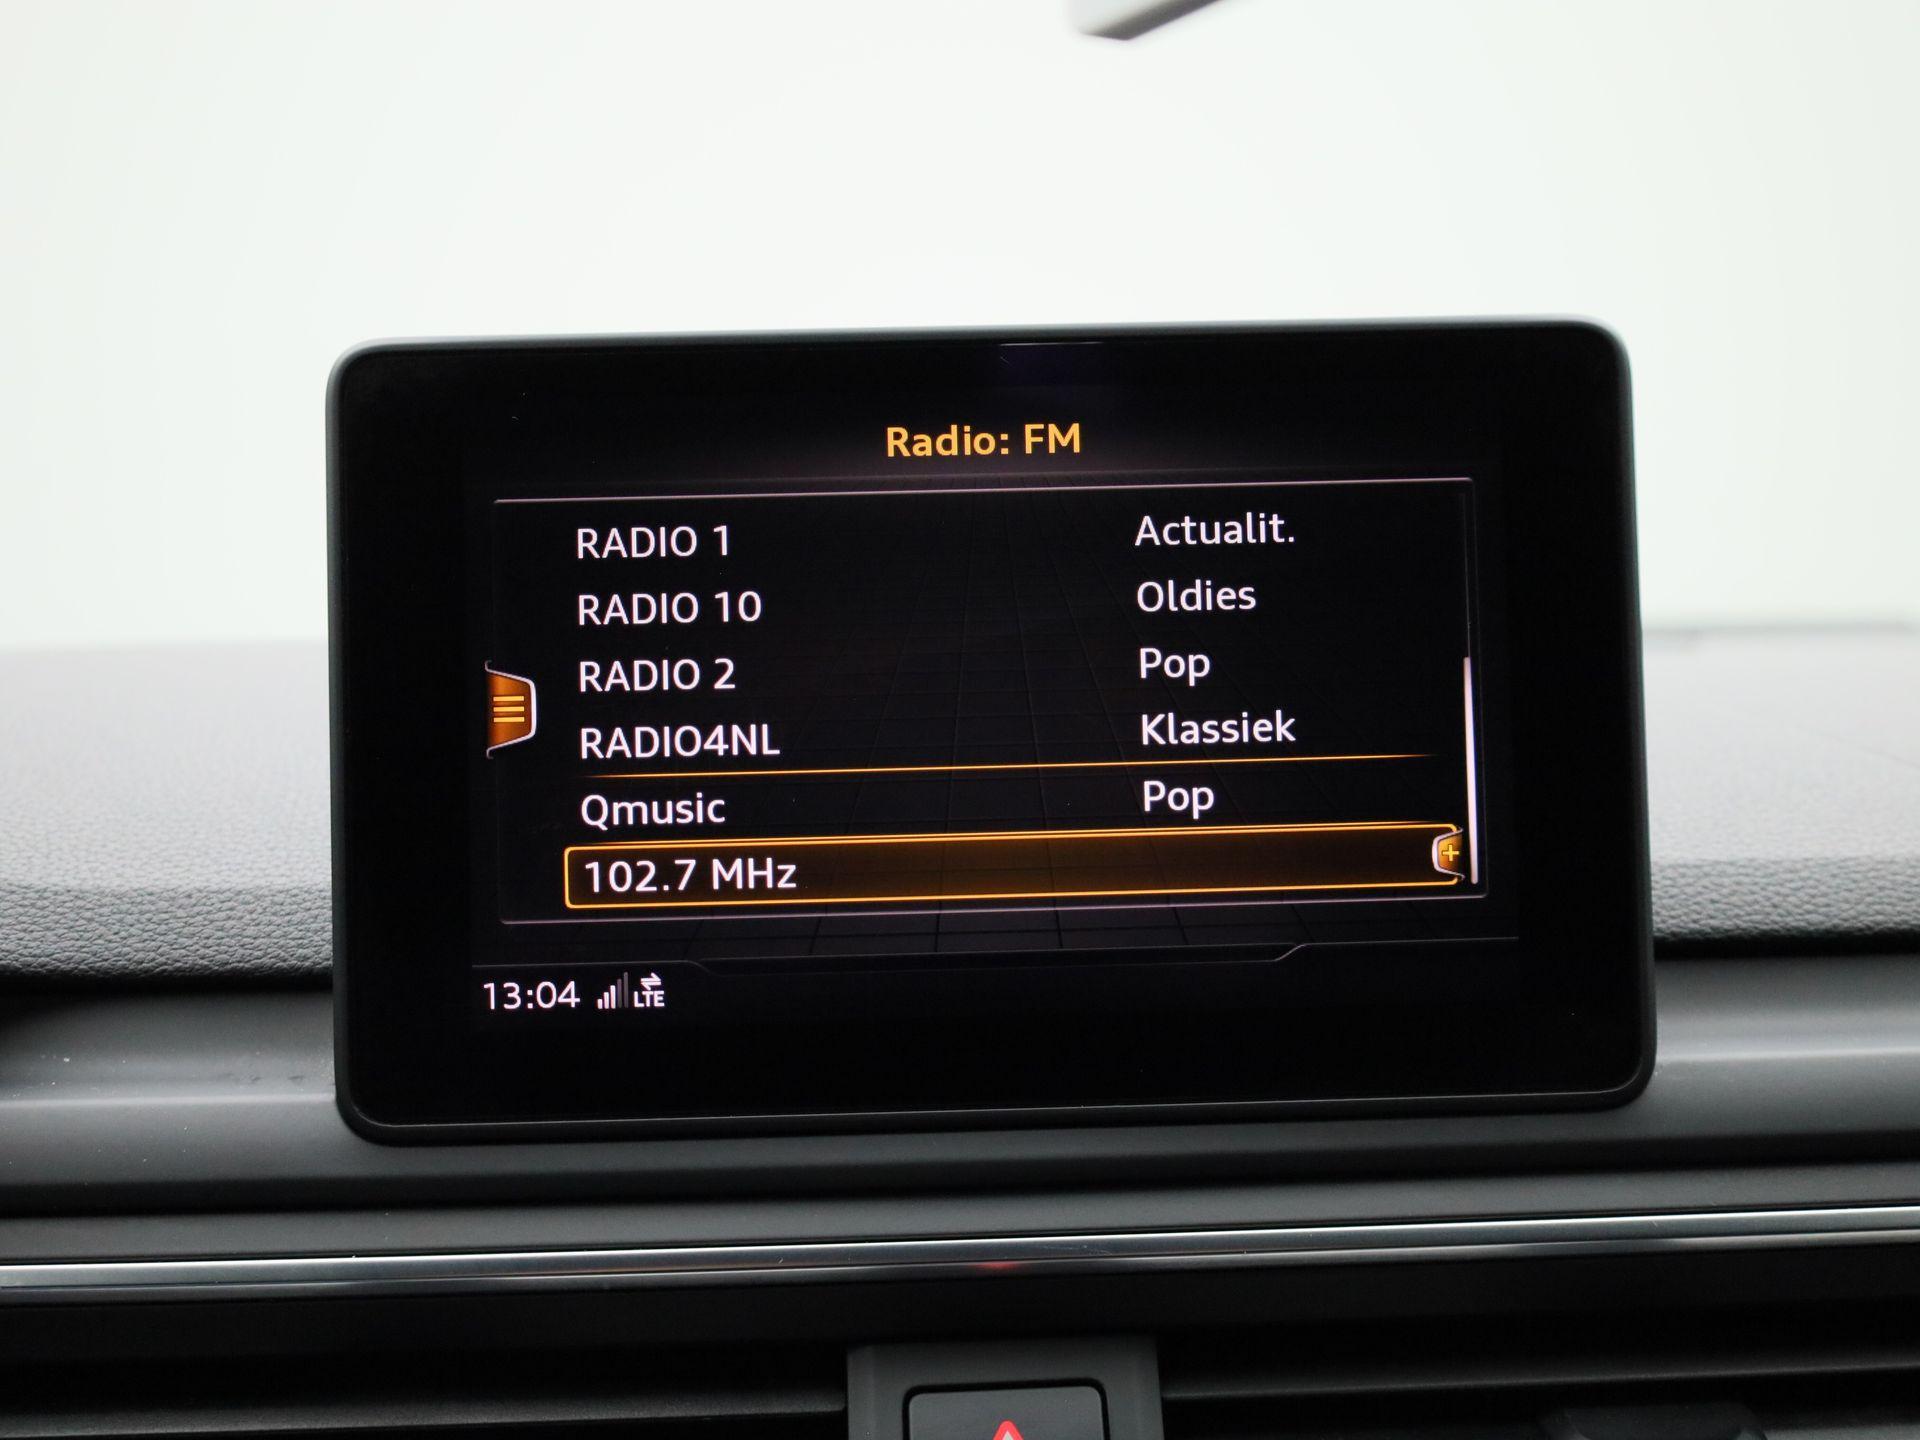 Radio: FM
RADIO 1 Actualit.
RADIO 10 Oldies
RADIO 2 Pop
RADIO4NL Klassiek
Qmusic Pop
102.7 MHz
13:04 LTE